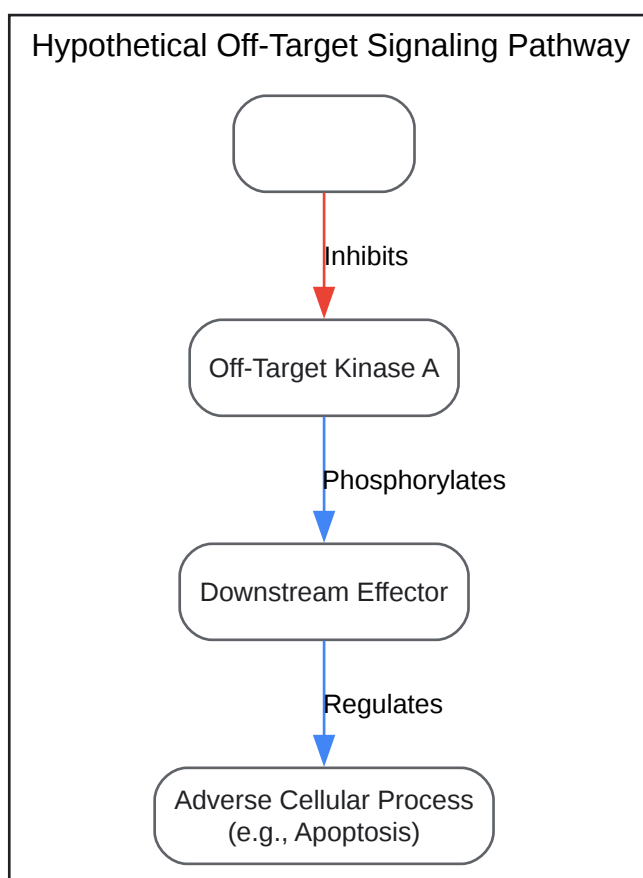 Hypothetical Off-Target Signaling Pathway
Inhibits
Off-Target Kinase A
Phosphorylates
Downstream Effector
Regulates
Adverse Cellular Process
(e.g., Apoptosis)